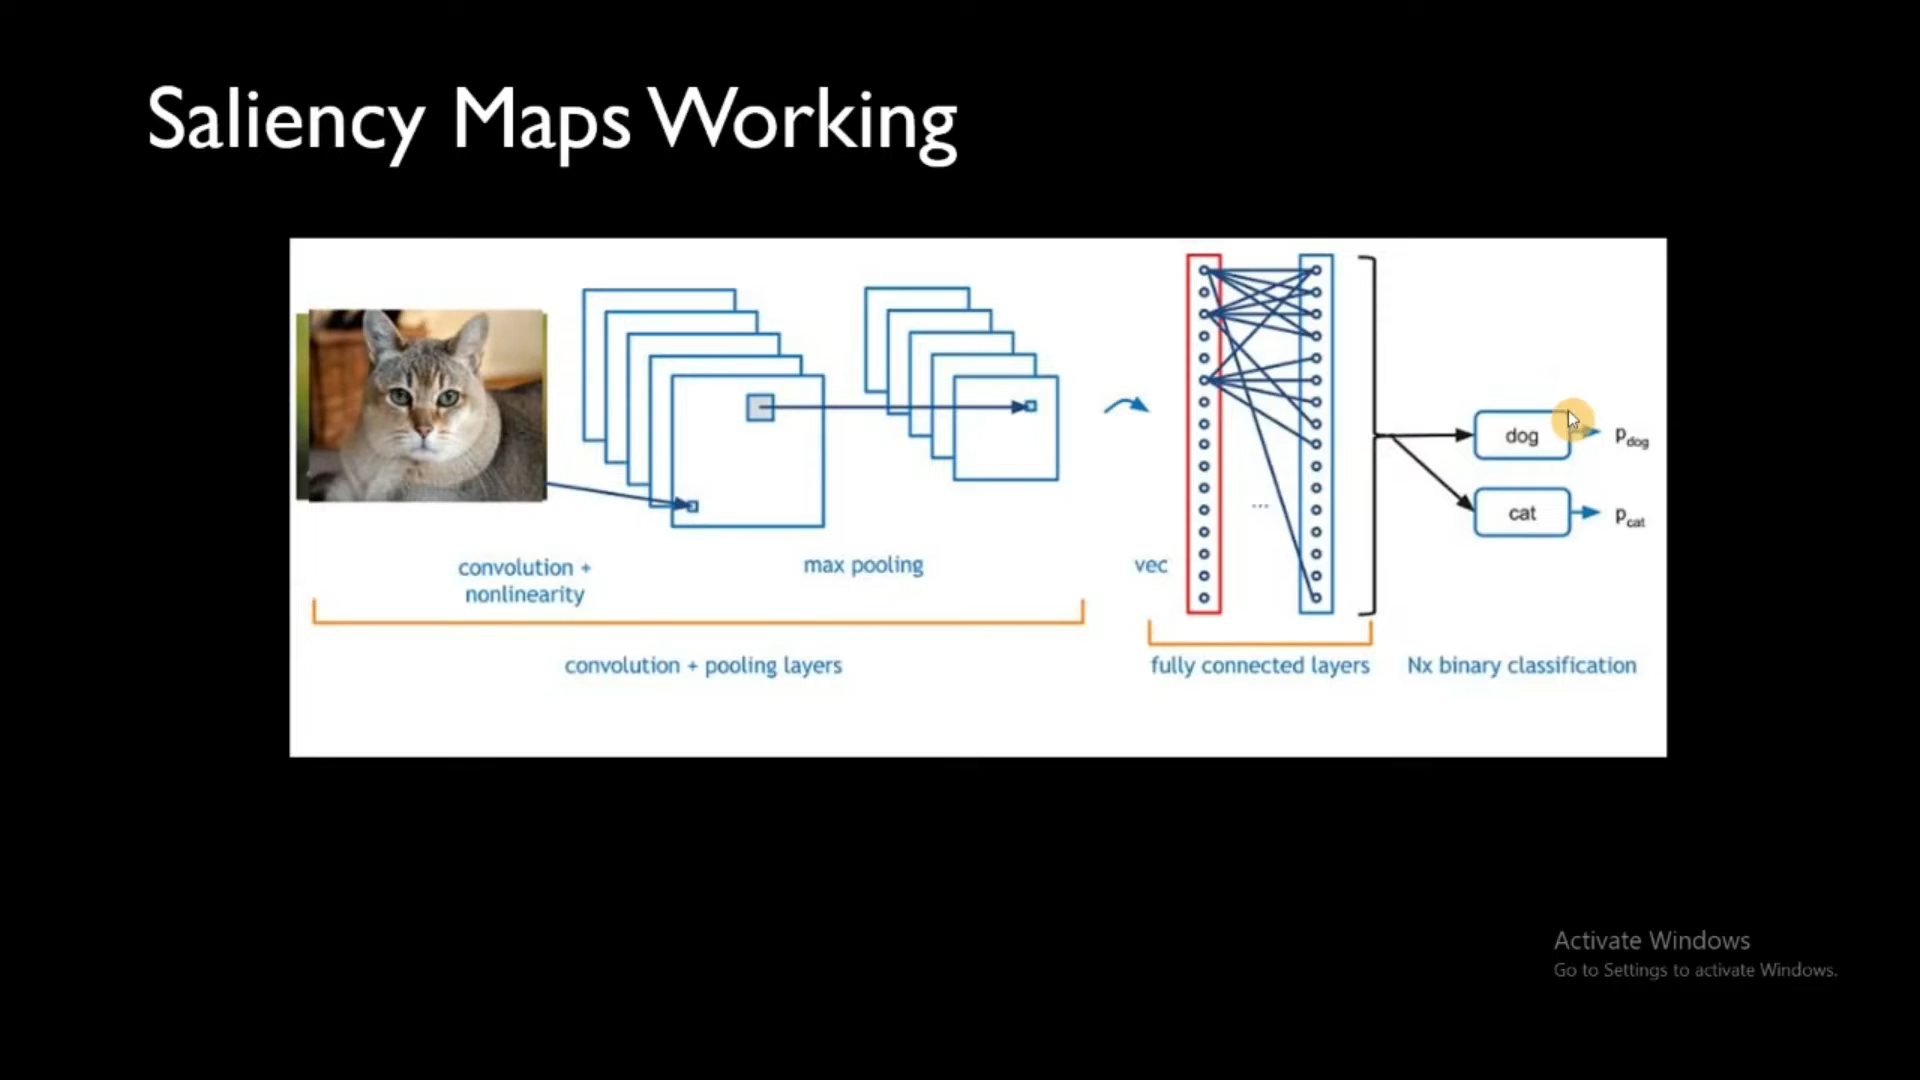 Saliency Maps Working
convolution +
nonlinearity
max pooling
vec
...
dog
cat
p_dog
p_cat
convolution + pooling layers
fully connected layers
Nx binary classification
Activate Windows
Go to Settings to activate Windows.